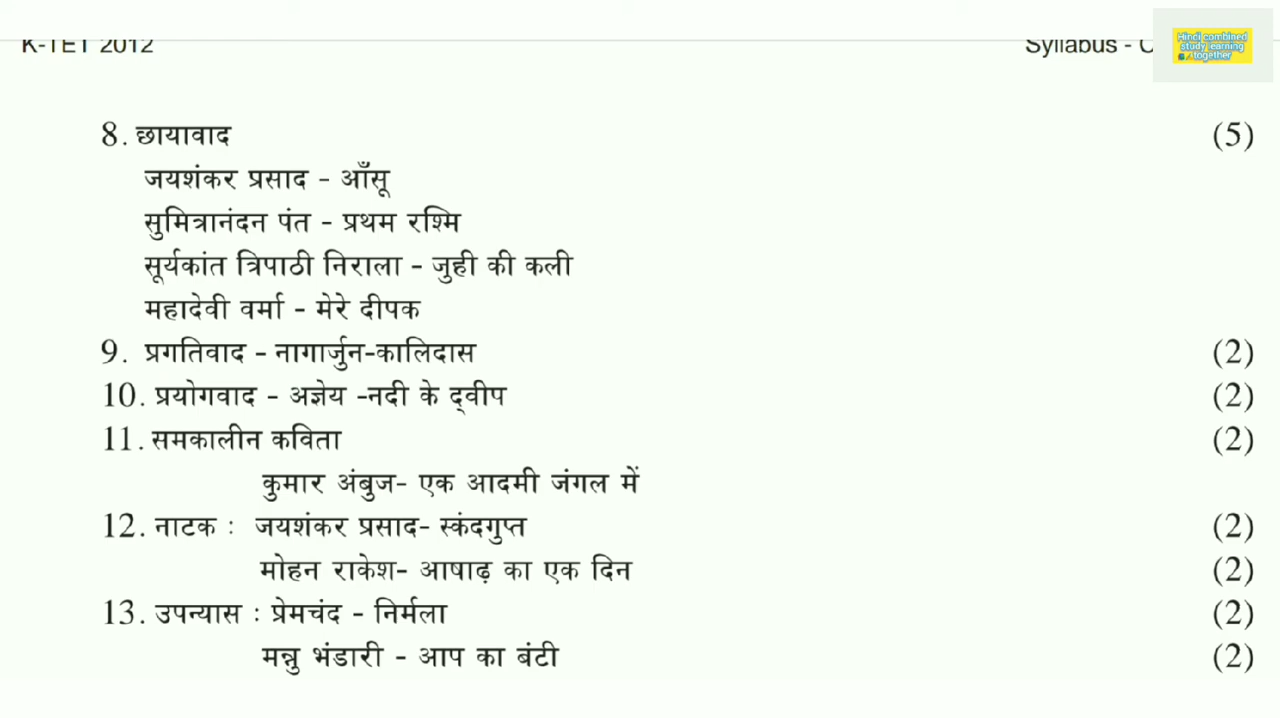 K-TET 2012 Syllabus -
Hindi combined
study learning
together
8. छायावाद (5)
जयशंकर प्रसाद - आँसू
सुमित्रानंदन पंत - प्रथम रश्मि
सूर्यकांत त्रिपाठी निराला - जुही की कली
महादेवी वर्मा - मेरे दीपक
9. प्रगतिवाद - नागार्जुन-कालिदास (2)
10. प्रयोगवाद - अज्ञेय -नदी के द्वीप (2)
11. समकालीन कविता (2)
कुमार अंबुज- एक आदमी जंगल में
12. नाटक : जयशंकर प्रसाद- स्कंदगुप्त (2)
मोहन राकेश- आषाढ़ का एक दिन (2)
13. उपन्यास : प्रेमचंद - निर्मला (2)
मन्नु भंडारी - आप का बंटी (2)